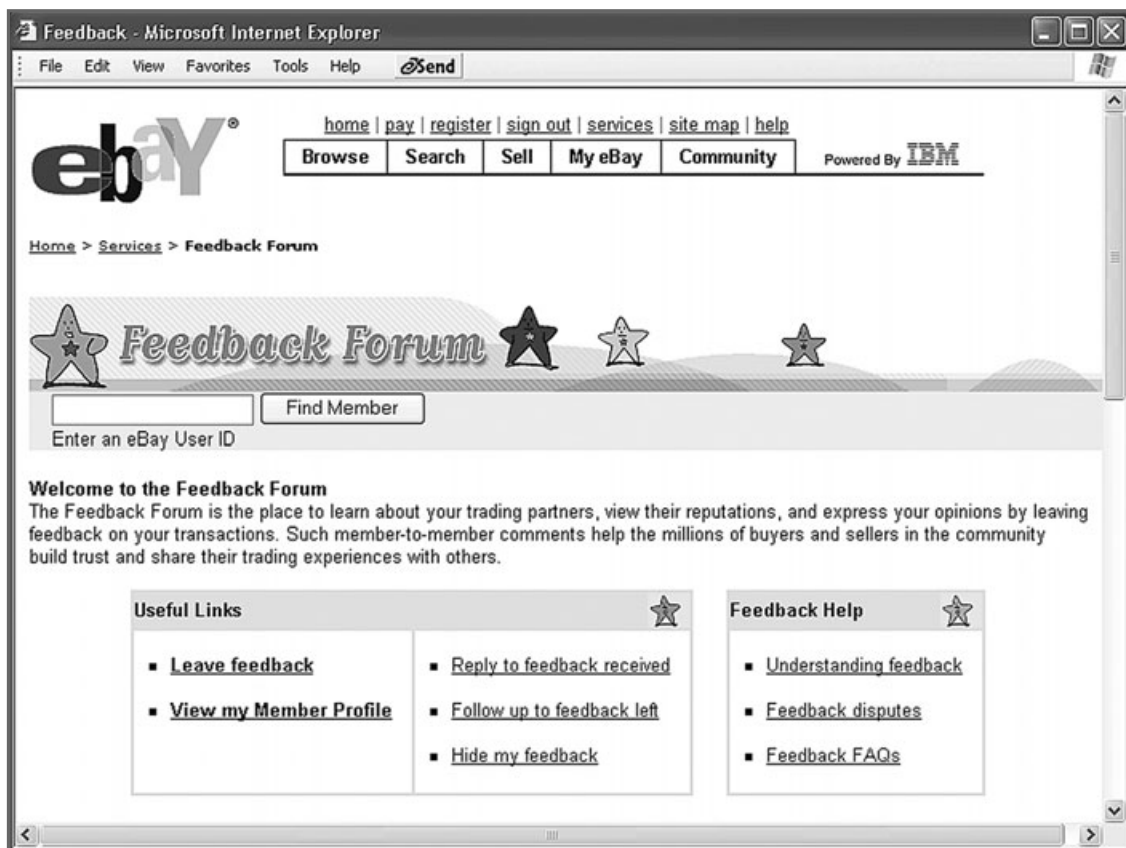 Feedback - Microsoft Internet Explorer
File Edit View Favorites Tools Help Send
ebaY®
home | pay | register | sign out | services | site map | help
Browse Search Sell My eBay Community Powered By IBM
Home > Services > Feedback Forum
Feedback Forum
Find Member
Enter an eBay User ID
Welcome to the Feedback Forum
The Feedback Forum is the place to learn about your trading partners, view their reputations, and express your opinions by leaving
feedback on your transactions. Such member-to-member comments help the millions of buyers and sellers in the community
build trust and share their trading experiences with others.
Useful Links
▪ Leave feedback
▪ View my Member Profile
▪ Reply to feedback received
▪ Follow up to feedback left
▪ Hide my feedback
Feedback Help
▪ Understanding feedback
▪ Feedback disputes
▪ Feedback FAQs